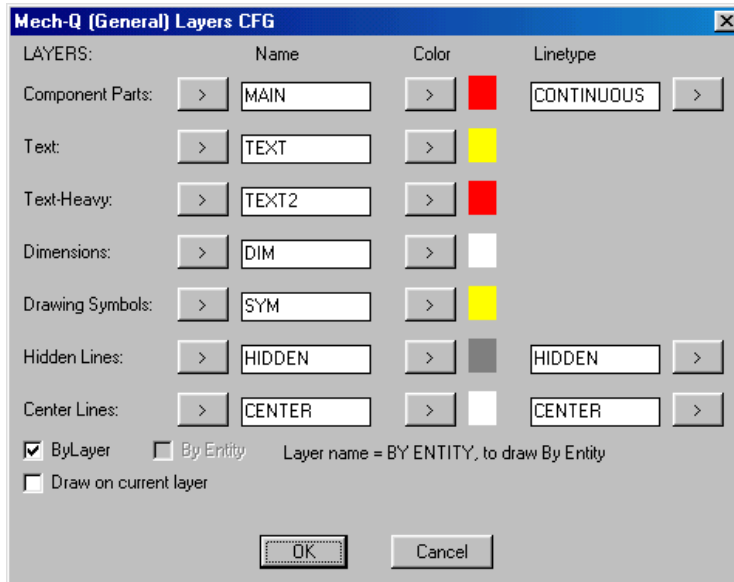 Mech-Q (General) Layers CFG
LAYERS: Name Color Linetype
Component Parts: > MAIN > CONTINUOUS >
Text: > TEXT >
Text-Heavy: > TEXT2 >
Dimensions: > DIM >
Drawing Symbols: > SYM >
Hidden Lines: > HIDDEN > HIDDEN >
Center Lines: > CENTER > CENTER >
ByLayer By Entity Layer name = BY ENTITY, to draw By Entity
Draw on current layer
OK Cancel